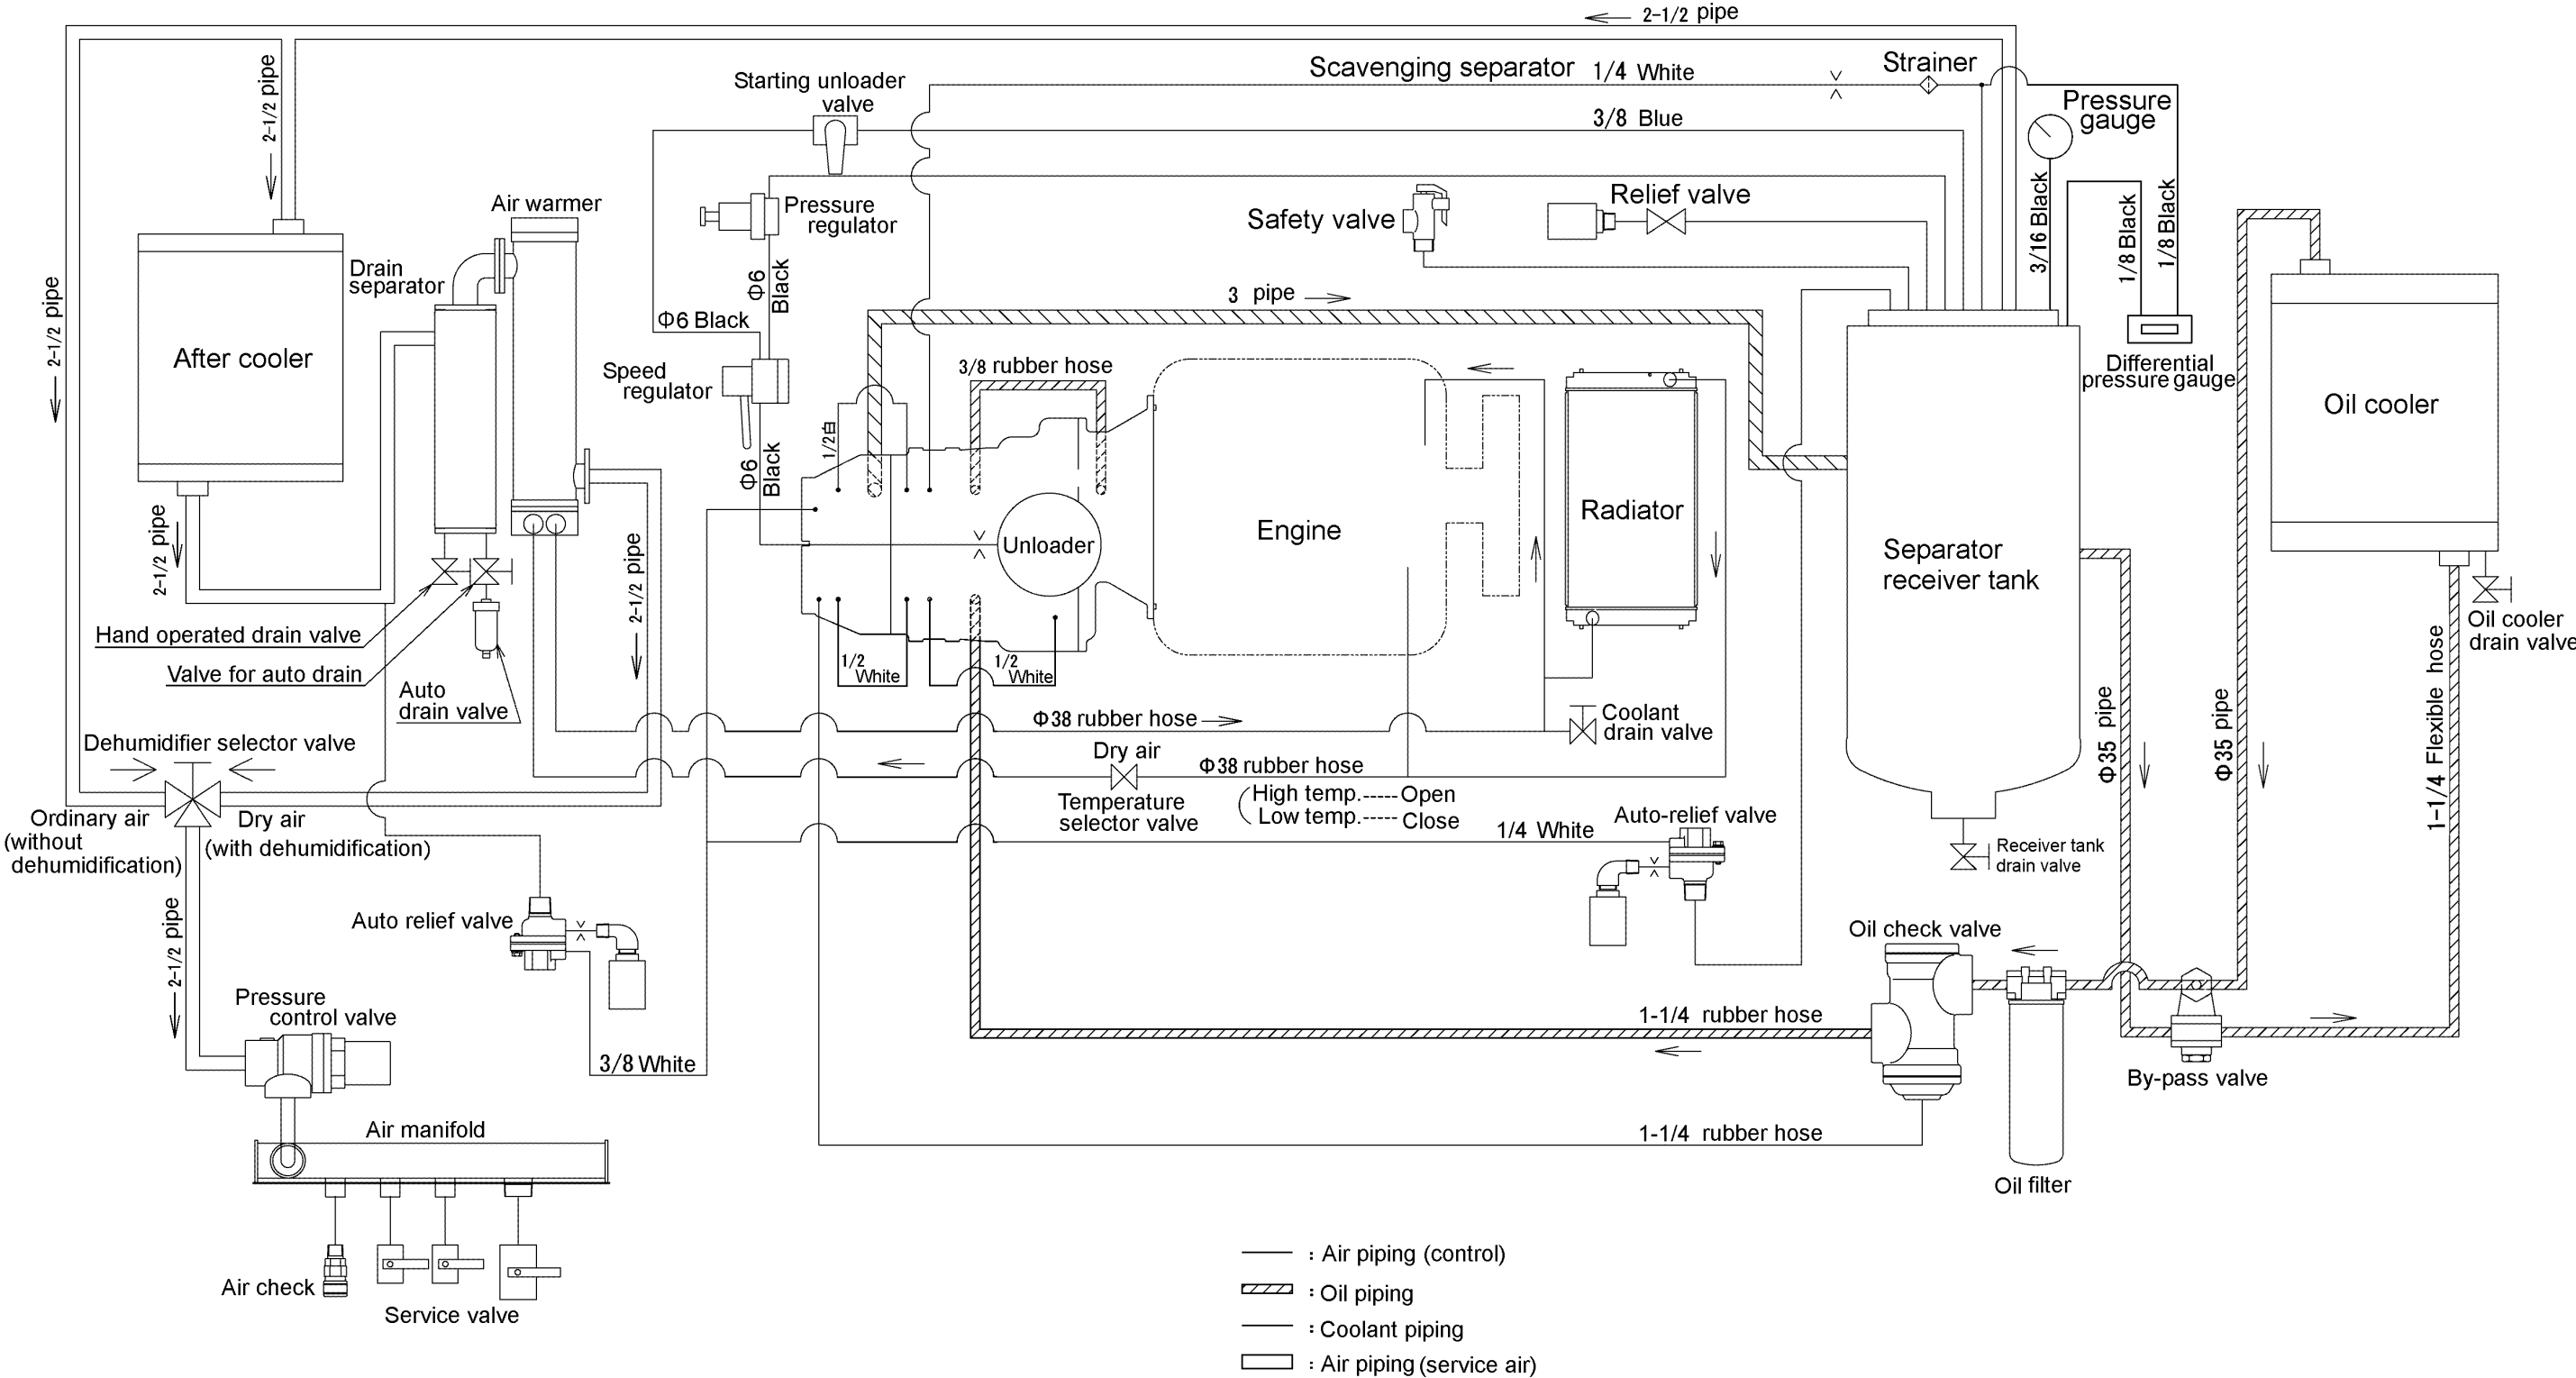 2-1/2 pipe
Scavenging separator 1/4 White
Strainer
Starting unloader
valve
2-1/2 pipe
3/8 Blue
Pressure
gauge
Air warmer
Pressure
regulator
Safety valve
Relief valve
3/16 Black
1/8 Black
1/8 Black
Drain
separator
Φ6
Black
3 pipe
Φ6 Black
2-1/2 pipe
After cooler
Speed
regulator
3/8 rubber hose
Differential
pressure gauge
Oil cooler
1/2白
Φ6
Black
Radiator
Engine
Unloader
Separator
receiver tank
2-1/2 pipe
2-1/2 pipe
Hand operated drain valve
Valve for auto drain
Auto
drain valve
1/2
White
1/2
White
Oil cooler
drain valve
1-1/4 Flexible hose
Φ35 pipe
Φ35 pipe
Φ38 rubber hose
Coolant
drain valve
Dehumidifier selector valve
Dry air
Φ38 rubber hose
Temperature
selector valve
High temp.-----Open
Low temp.-----Close
Ordinary air
(without
dehumidification)
Dry air
(with dehumidification)
1/4 White
Auto-relief valve
Receiver tank
drain valve
2-1/2 pipe
Auto relief valve
Oil check valve
Pressure
control valve
1-1/4 rubber hose
3/8 White
By-pass valve
Air manifold
1-1/4 rubber hose
Oil filter
Air check
Service valve
: Air piping (control)
: Oil piping
: Coolant piping
: Air piping (service air)